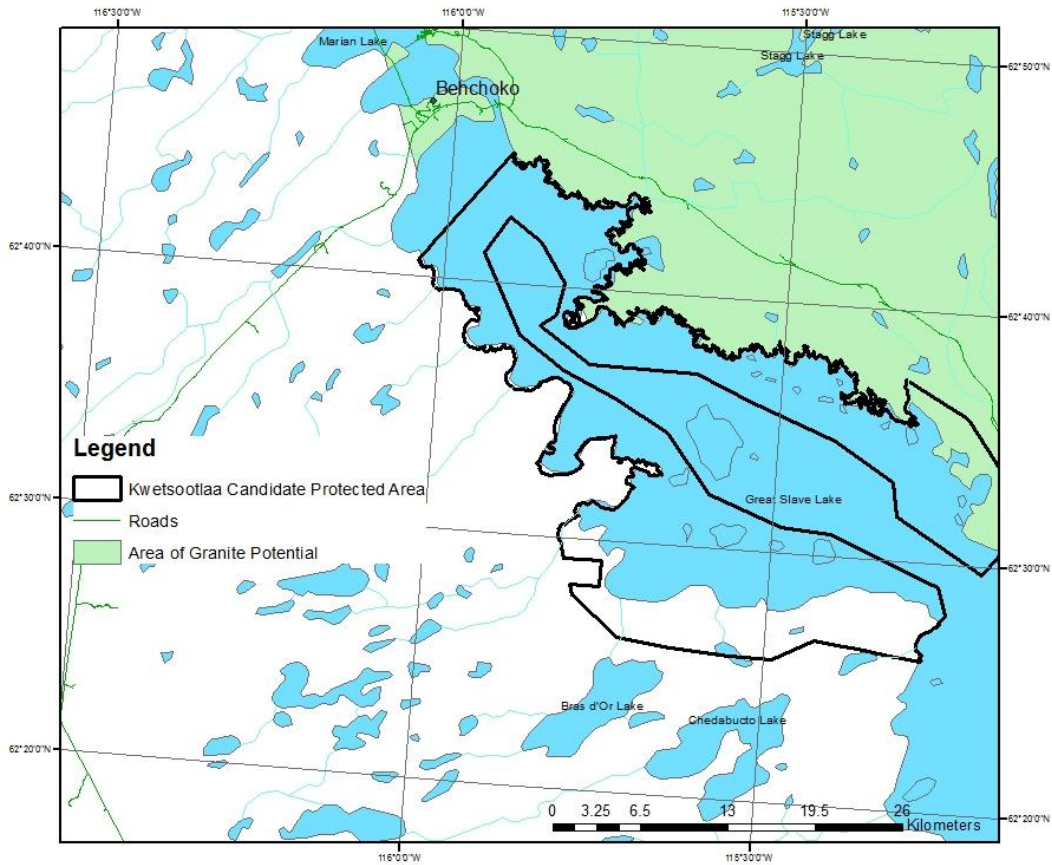 116°30'0"W
116°0'0"W
115°30'0"W
Stagg Lake
Marian Lake
Stagg Lake
62°50'0"N
Behchoko
62°40'0"N
62°40'0"N
Legend
Kwetsootlaa Candidate Protected Area
Roads
Area of Granite Potential
62°30'0"N
Great Slave Lake
62°30'0"N
Bras d'Or Lake
Chedabucto Lake
62°20'0"N
0 3.25 6.5 13 19.5 26
Kilometers
62°20'0"N
116°0'0"W
115°30'0"W